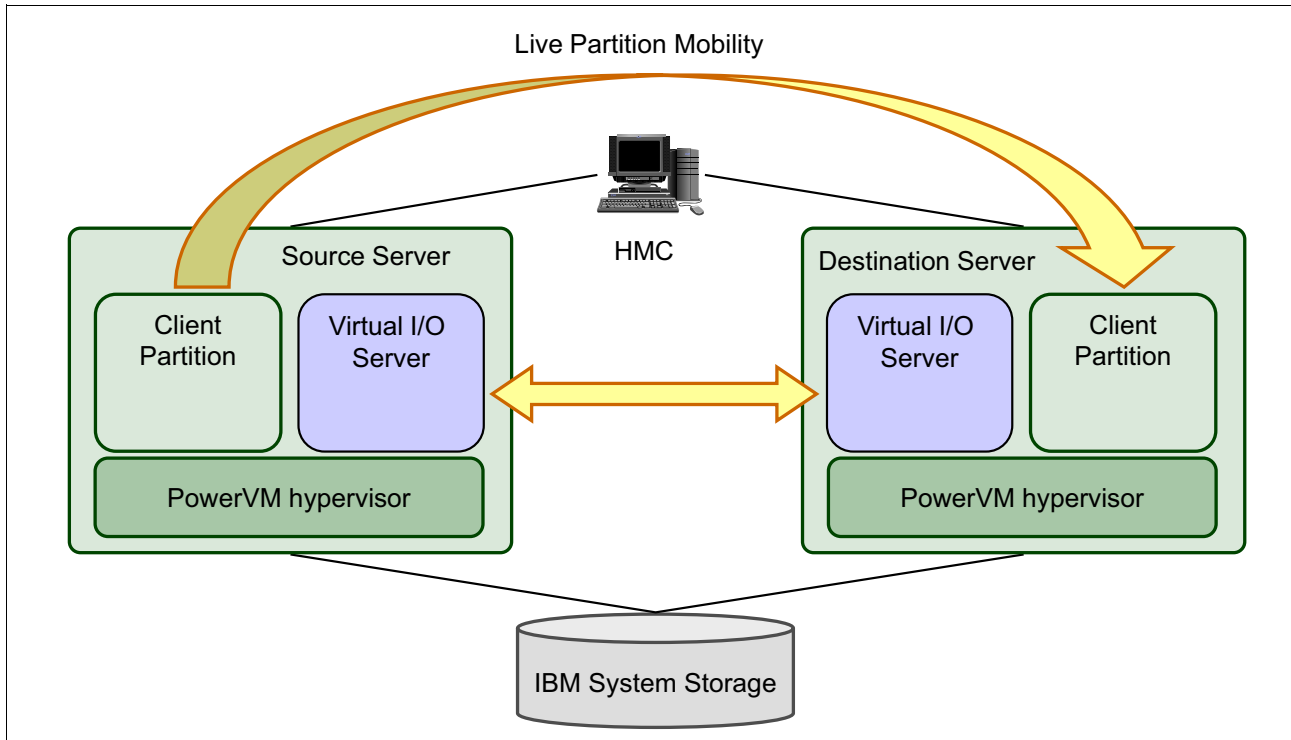 Live Partition Mobility
HMC
Source Server
Client
Partition
Virtual I/O
Server
PowerVM hypervisor
Destination Server
Virtual I/O
Server
Client
Partition
PowerVM hypervisor
IBM System Storage